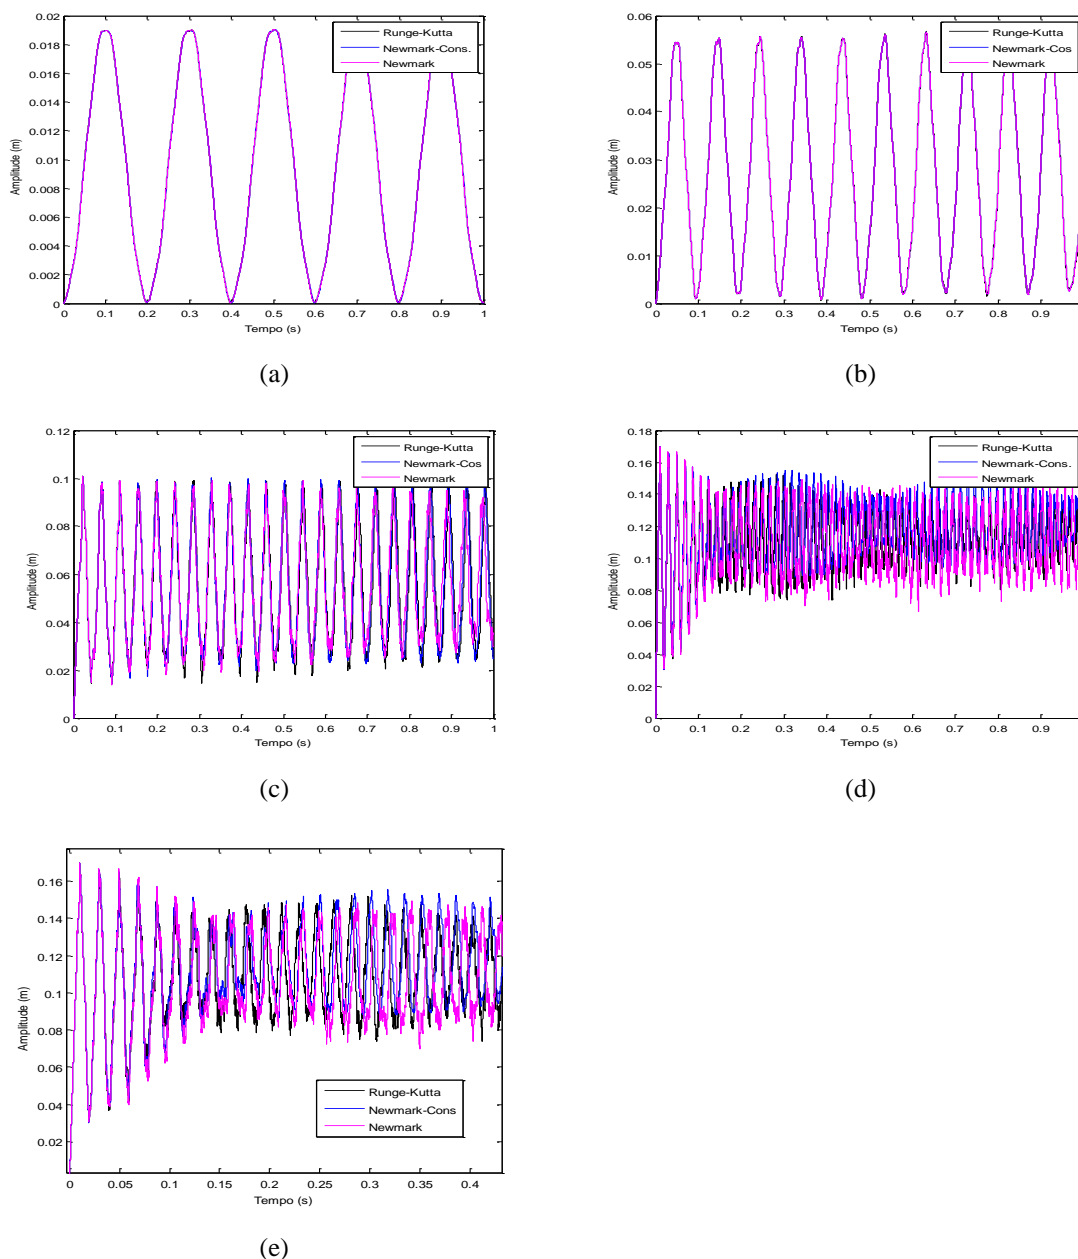 0.02
0.018
0.016
0.014
0.012
0.01
0.008
0.006
0.004
0.002
0
Amplitude (m)
Runge-Kutta
Newmark-Cons.
Newmark
0 0.1 0.2 0.3 0.4 0.5 0.6 0.7 0.8 0.9 1
Tempo (s)
(a)
0.06
0.05
0.04
0.03
0.02
0.01
0
Amplitude (m)
Runge-Kutta
Newmark-Cos
Newmark
0 0.1 0.2 0.3 0.4 0.5 0.6 0.7 0.8 0.9
Tempo (s)
(b)
0.12
0.1
0.08
0.06
0.04
0.02
0
Amplitude (m)
Runge-Kutta
Newmark-Cos
Newmark
0 0.1 0.2 0.3 0.4 0.5 0.6 0.7 0.8 0.9 1
Tempo (s)
(c)
0.18
0.16
0.14
0.12
0.1
0.08
0.06
0.04
0.02
0
Amplitude (m)
Runge-Kutta
Newmark-Cons.
Newmark
0 0.1 0.2 0.3 0.4 0.5 0.6 0.7 0.8 0.9
Tempo (s)
(d)
0.16
0.14
0.12
0.1
0.08
0.06
0.04
0.02
Amplitude (m)
Runge-Kutta
Newmark-Cons
Newmark
0 0.05 0.1 0.15 0.2 0.25 0.3 0.35 0.4
Tempo (s)
(e)